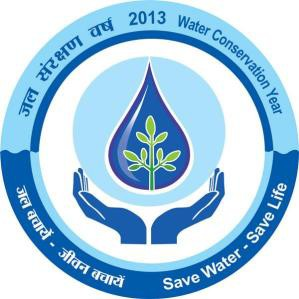 जल संरक्षण वर्ष 2013 Water Conservation Year
जल बचायें - जीवन बचायें
Save Water - Save Life